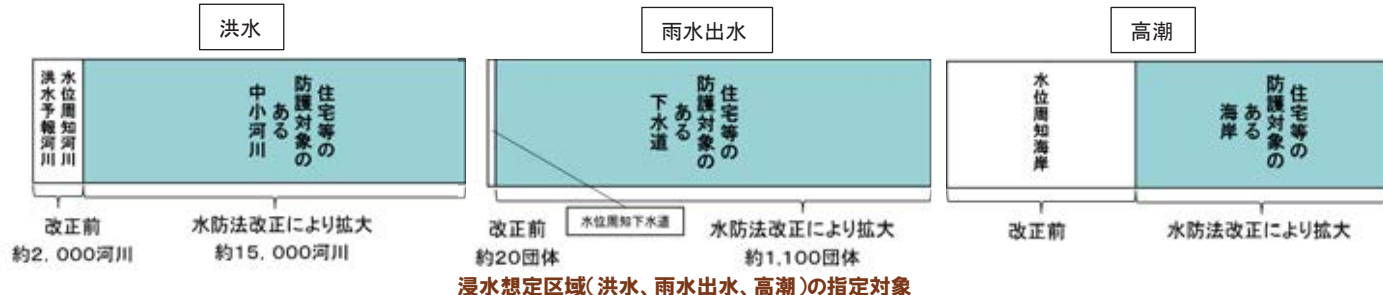 洪水
水位周知河川
洪水予報河川
住宅等の
防護対象の
ある
中小河川
改正前
約2,000河川
水防法改正により拡大
約15,000河川
雨水出水
住宅等の
防護対象の
ある
下水道
水位周知下水道
改正前
約20団体
水防法改正により拡大
約1,100団体
高潮
水位周知海岸
住宅等の
防護対象の
ある
海岸
改正前
水防法改正により拡大
浸水想定区域(洪水、雨水出水、高潮)の指定対象